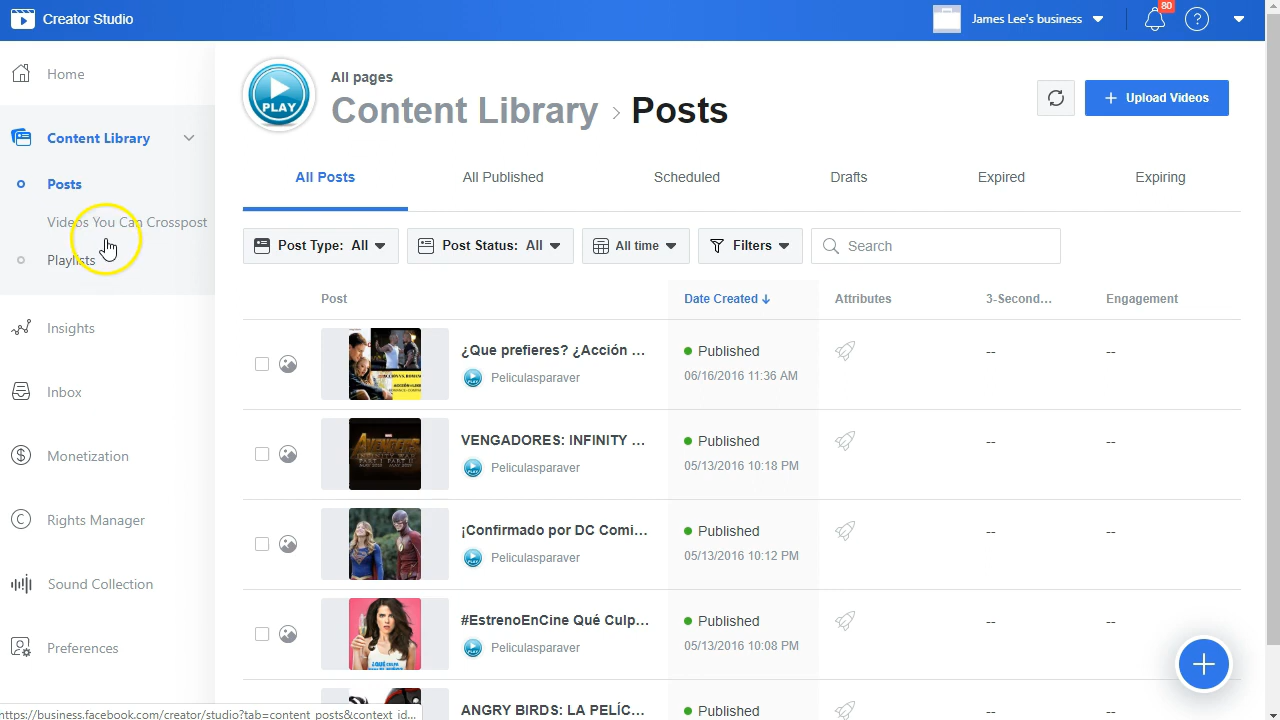 Creator Studio
James Lee's business
80
?
Home
Content Library
Posts
Videos You Can Crosspost
Playlists
Insights
Inbox
Monetization
Rights Manager
Sound Collection
Preferences
PLAY
All pages
Content Library > Posts
+ Upload Videos
All Posts
All Published
Scheduled
Drafts
Expired
Expiring
Post Type: All
Post Status: All
All time
Filters
Search
Post
Date Created ↓
Attributes
3-Second...
Engagement
¿Que prefieres? ¿Acción ...
Peliculasparaver
Published
06/16/2016 11:36 AM
--
--
VENGADORES: INFINITY ...
Peliculasparaver
Published
05/13/2016 10:18 PM
--
--
¡Confirmado por DC Comi...
Peliculasparaver
Published
05/13/2016 10:12 PM
--
--
#EstrenoEnCine Qué Culp...
Peliculasparaver
Published
05/13/2016 10:08 PM
--
--
ANGRY BIRDS: LA PELÍC...
Published
--
--
https://business.facebook.com/creator/studio?tab=content_posts&context_id...